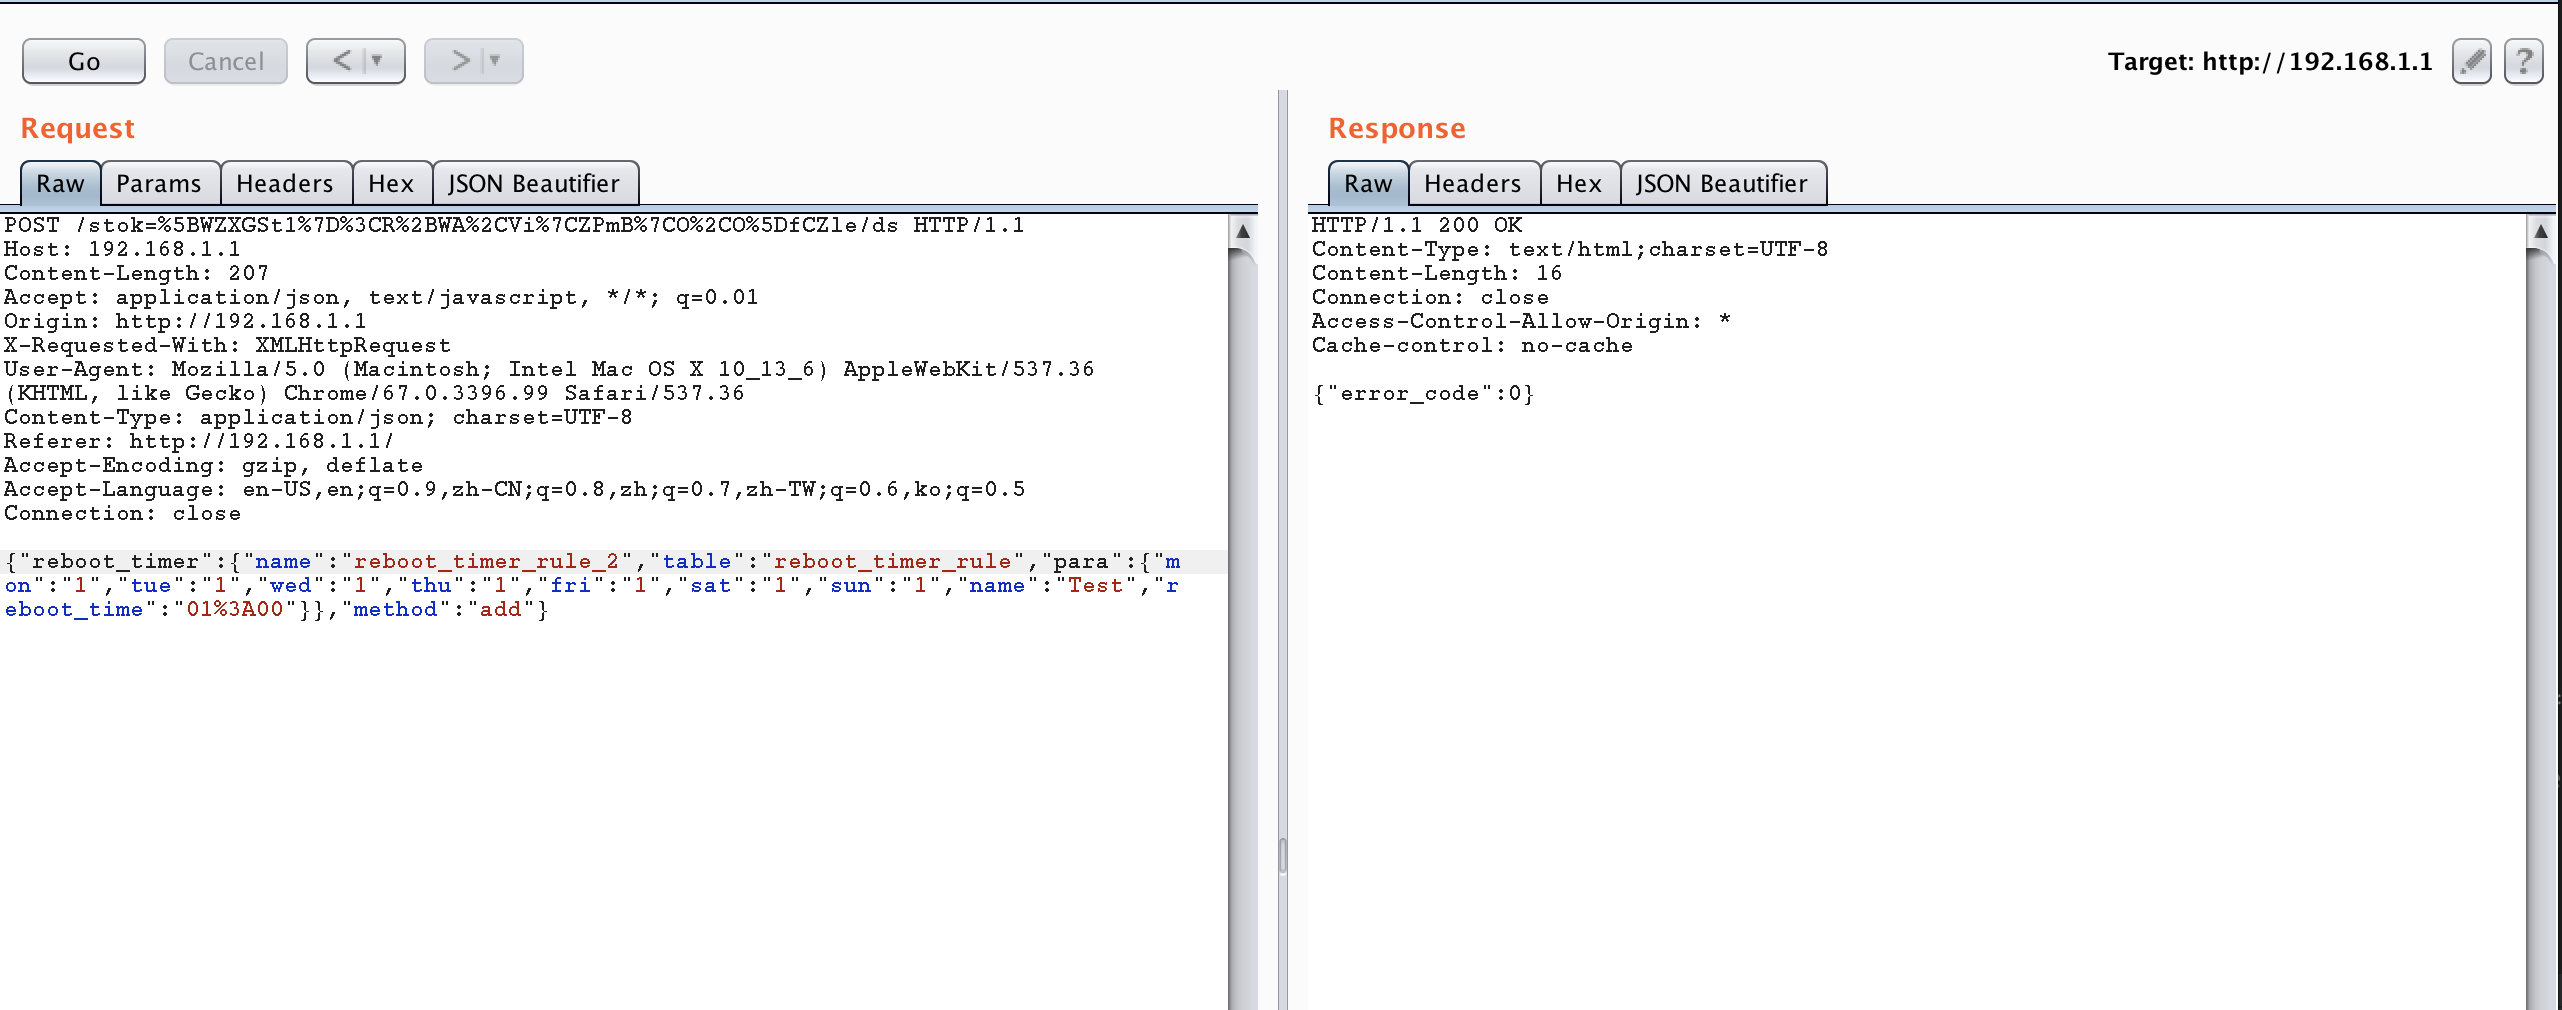 Go
Cancel
<
>
Target: http://192.168.1.1
?
Request
Raw
Params
Headers
Hex
JSON Beautifier
POST /stok=%5BWZXGSt1%7D%3CR%2BWA%2CVi%7CZPmB%7CO%2CO%5DfCZle/ds HTTP/1.1
Host: 192.168.1.1
Content-Length: 207
Accept: application/json, text/javascript, */*; q=0.01
Origin: http://192.168.1.1
X-Requested-With: XMLHttpRequest
User-Agent: Mozilla/5.0 (Macintosh; Intel Mac OS X 10_13_6) AppleWebKit/537.36
(KHTML, like Gecko) Chrome/67.0.3396.99 Safari/537.36
Content-Type: application/json; charset=UTF-8
Referer: http://192.168.1.1/
Accept-Encoding: gzip, deflate
Accept-Language: en-US,en;q=0.9,zh-CN;q=0.8,zh;q=0.7,zh-TW;q=0.6,ko;q=0.5
Connection: close
{"reboot_timer":{"name":"reboot_timer_rule_2","table":"reboot_timer_rule","para":{"m
on":"1","tue":"1","wed":"1","thu":"1","fri":"1","sat":"1","sun":"1","name":"Test","r
eboot_time":"01%3A00"}},"method":"add"}
Response
Raw
Headers
Hex
JSON Beautifier
HTTP/1.1 200 OK
Content-Type: text/html;charset=UTF-8
Content-Length: 16
Connection: close
Access-Control-Allow-Origin: *
Cache-control: no-cache
{"error_code":0}